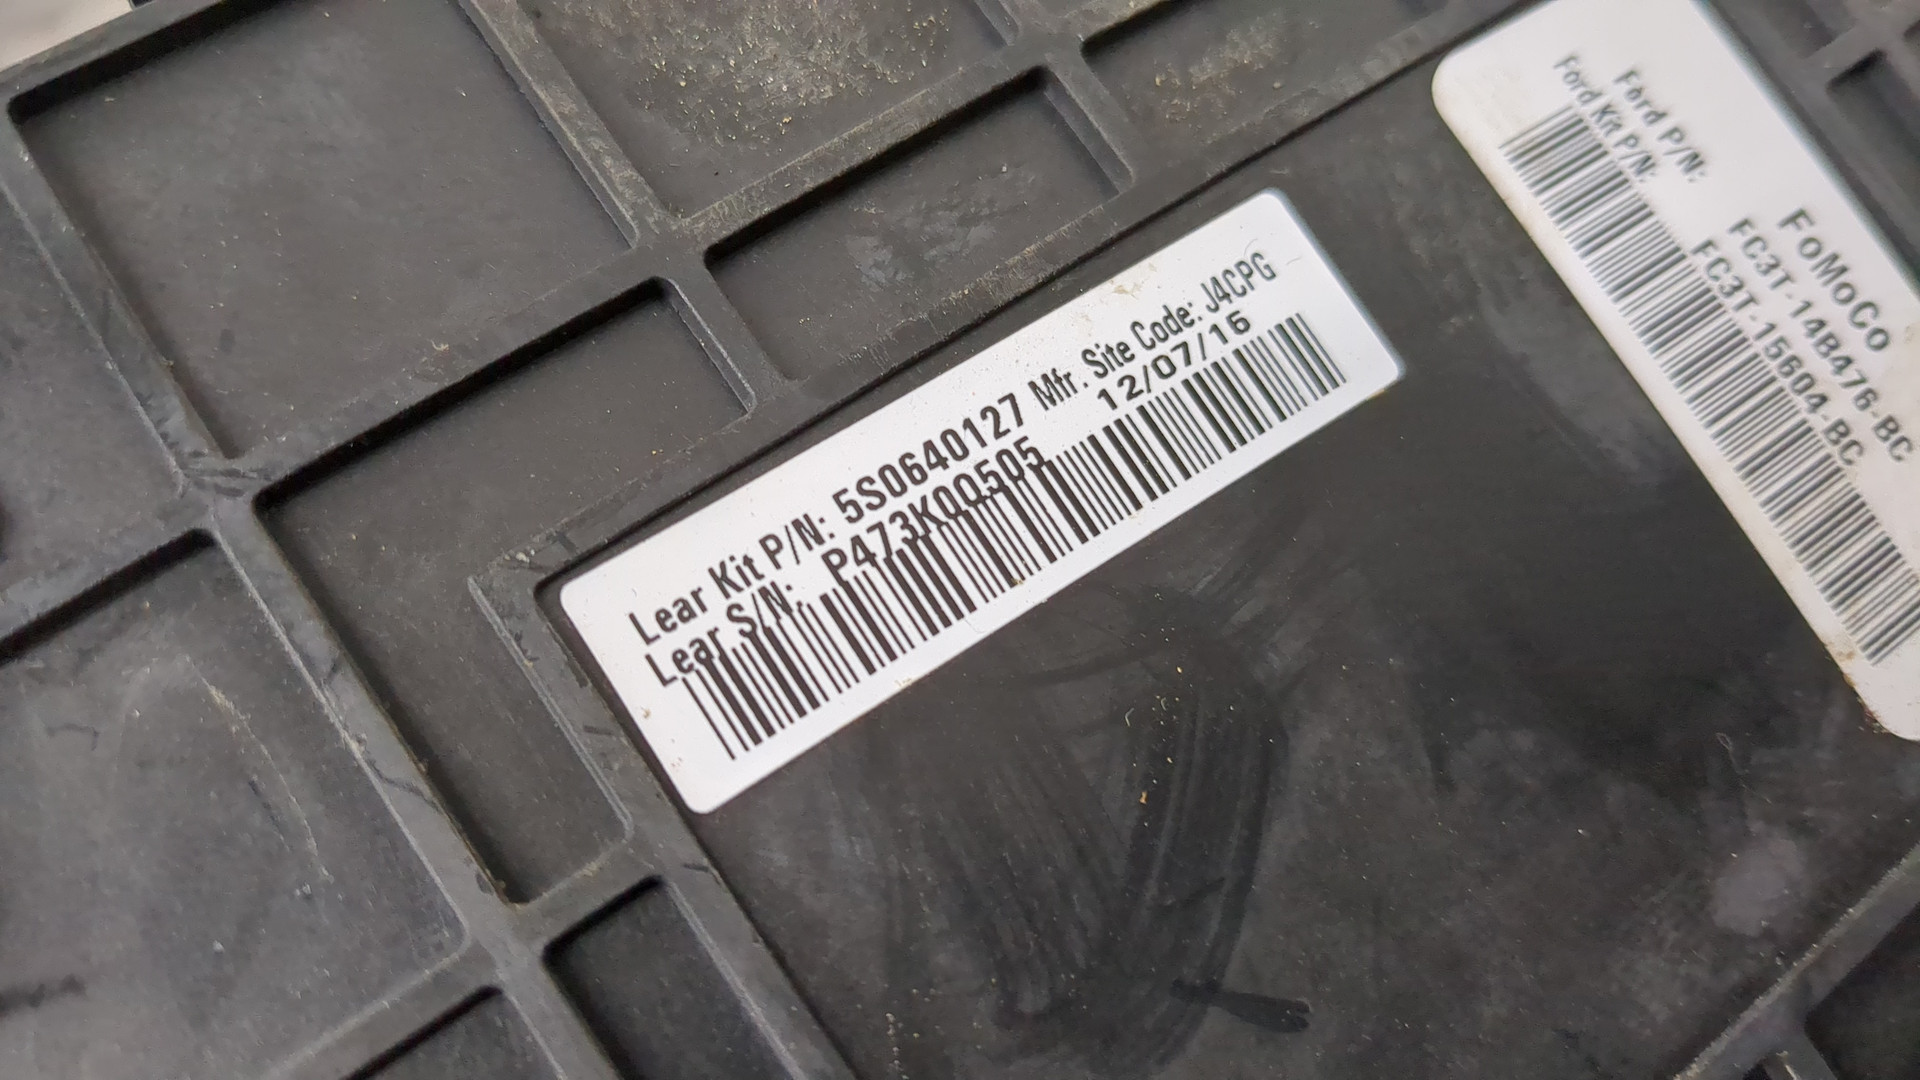 Lear Kit P/N: 5S0640127 Mfr. Site Code: J4CPG
Lear S/N: P473K00505 12/07/16
FoMoCo
Ford P/N: FC3T-14B476-BC
Ford Kit P/N: FC3T-15604-BC